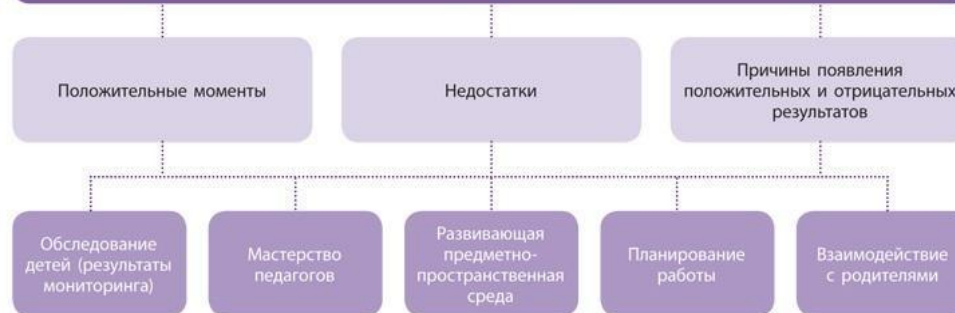 Положительные моменты
Недостатки
Причины появления
положительных и отрицательных
результатов
Обследование
детей (результаты
мониторинга)
Мастерство
педагогов
Развивающая
предметно-
пространственная
среда
Планирование
работы
Взаимодействие
с родителями